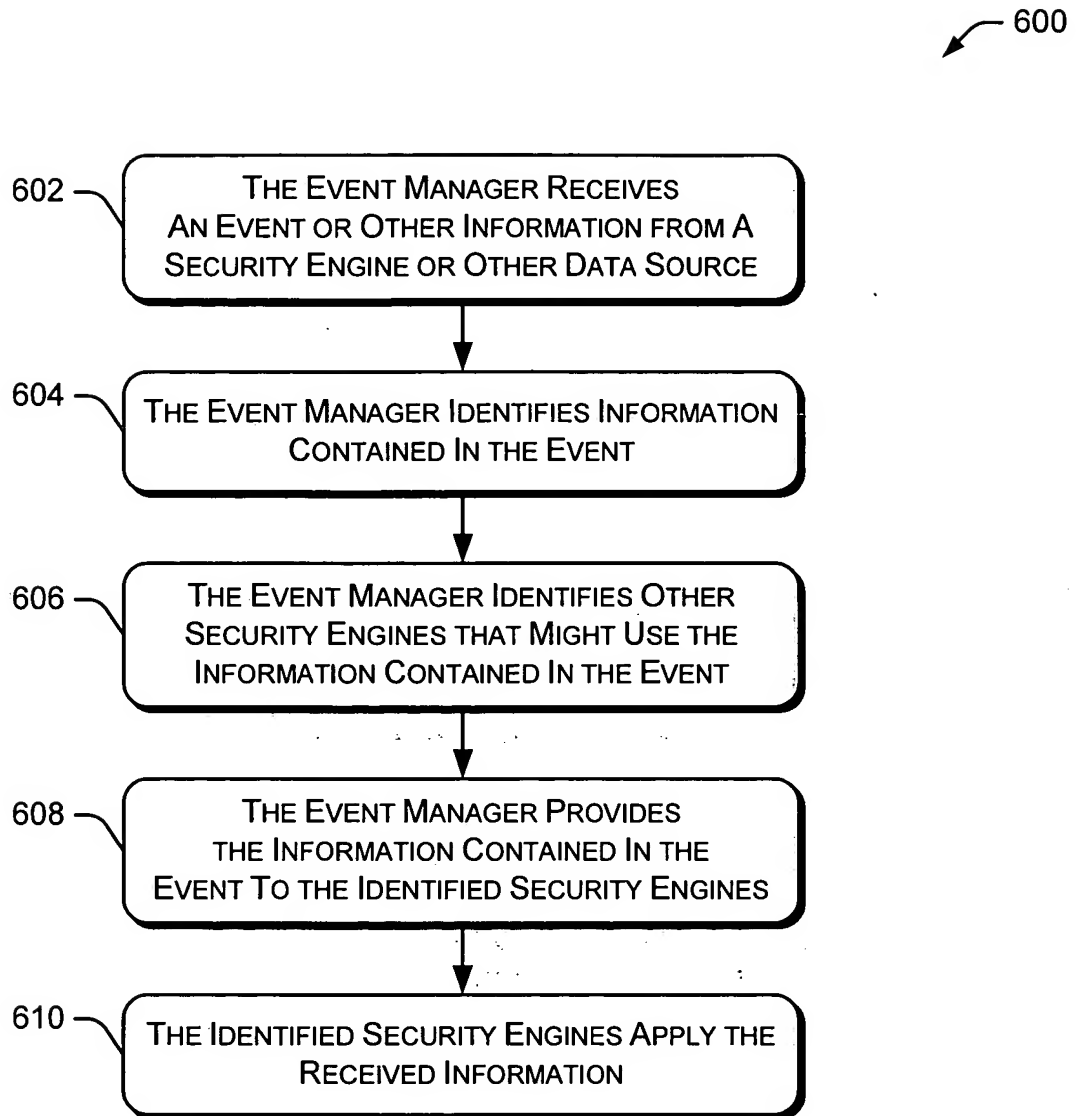 600
602
THE EVENT MANAGER RECEIVES
AN EVENT OR OTHER INFORMATION FROM A
SECURITY ENGINE OR OTHER DATA SOURCE
604
THE EVENT MANAGER IDENTIFIES INFORMATION
CONTAINED IN THE EVENT
606
THE EVENT MANAGER IDENTIFIES OTHER
SECURITY ENGINES THAT MIGHT USE THE
INFORMATION CONTAINED IN THE EVENT
608
THE EVENT MANAGER PROVIDES
THE INFORMATION CONTAINED IN THE
EVENT TO THE IDENTIFIED SECURITY ENGINES
610
THE IDENTIFIED SECURITY ENGINES APPLY THE
RECEIVED INFORMATION